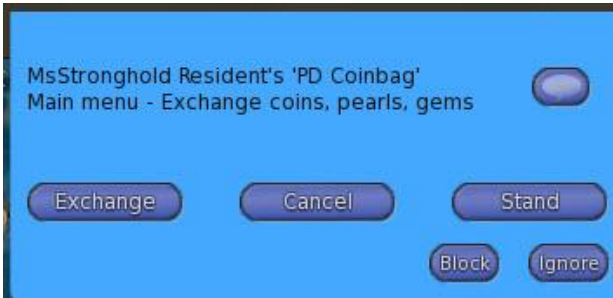 MsStronghold Resident's 'PD Coinbag'
Main menu - Exchange coins, pearls, gems
Exchange Cancel Stand
Block Ignore